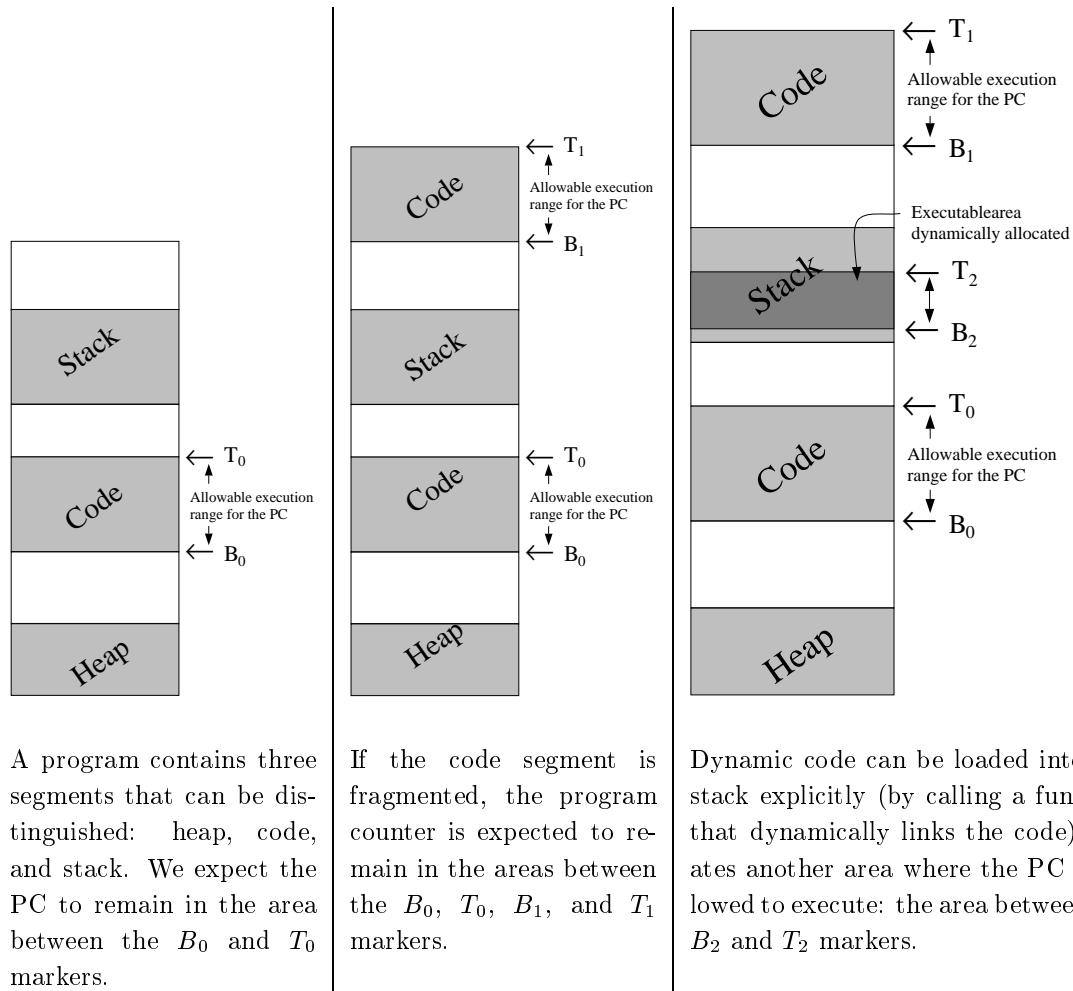 Stack
T0
Allowable execution
range for the PC
Code
B0
Heap
A program contains three
segments that can be dis-
tinguished: heap, code,
and stack. We expect the
PC to remain in the area
between the B0 and T0
markers.
T1
Code
Allowable execution
range for the PC
B1
Stack
T0
Code
Allowable execution
range for the PC
B0
Heap
If the code segment is
fragmented, the program
counter is expected to re-
main in the areas between
the B0, T0, B1, and T1
markers.
T1
Code
Allowable execution
range for the PC
B1
Executablearea
dynamically allocated
Stack
T2
B2
T0
Code
Allowable execution
range for the PC
B0
Heap
Dynamic code can be loaded int
stack explicitly (by calling a fun
that dynamically links the code)
ates another area where the PC
lowed to execute: the area betwee
B2 and T2 markers.